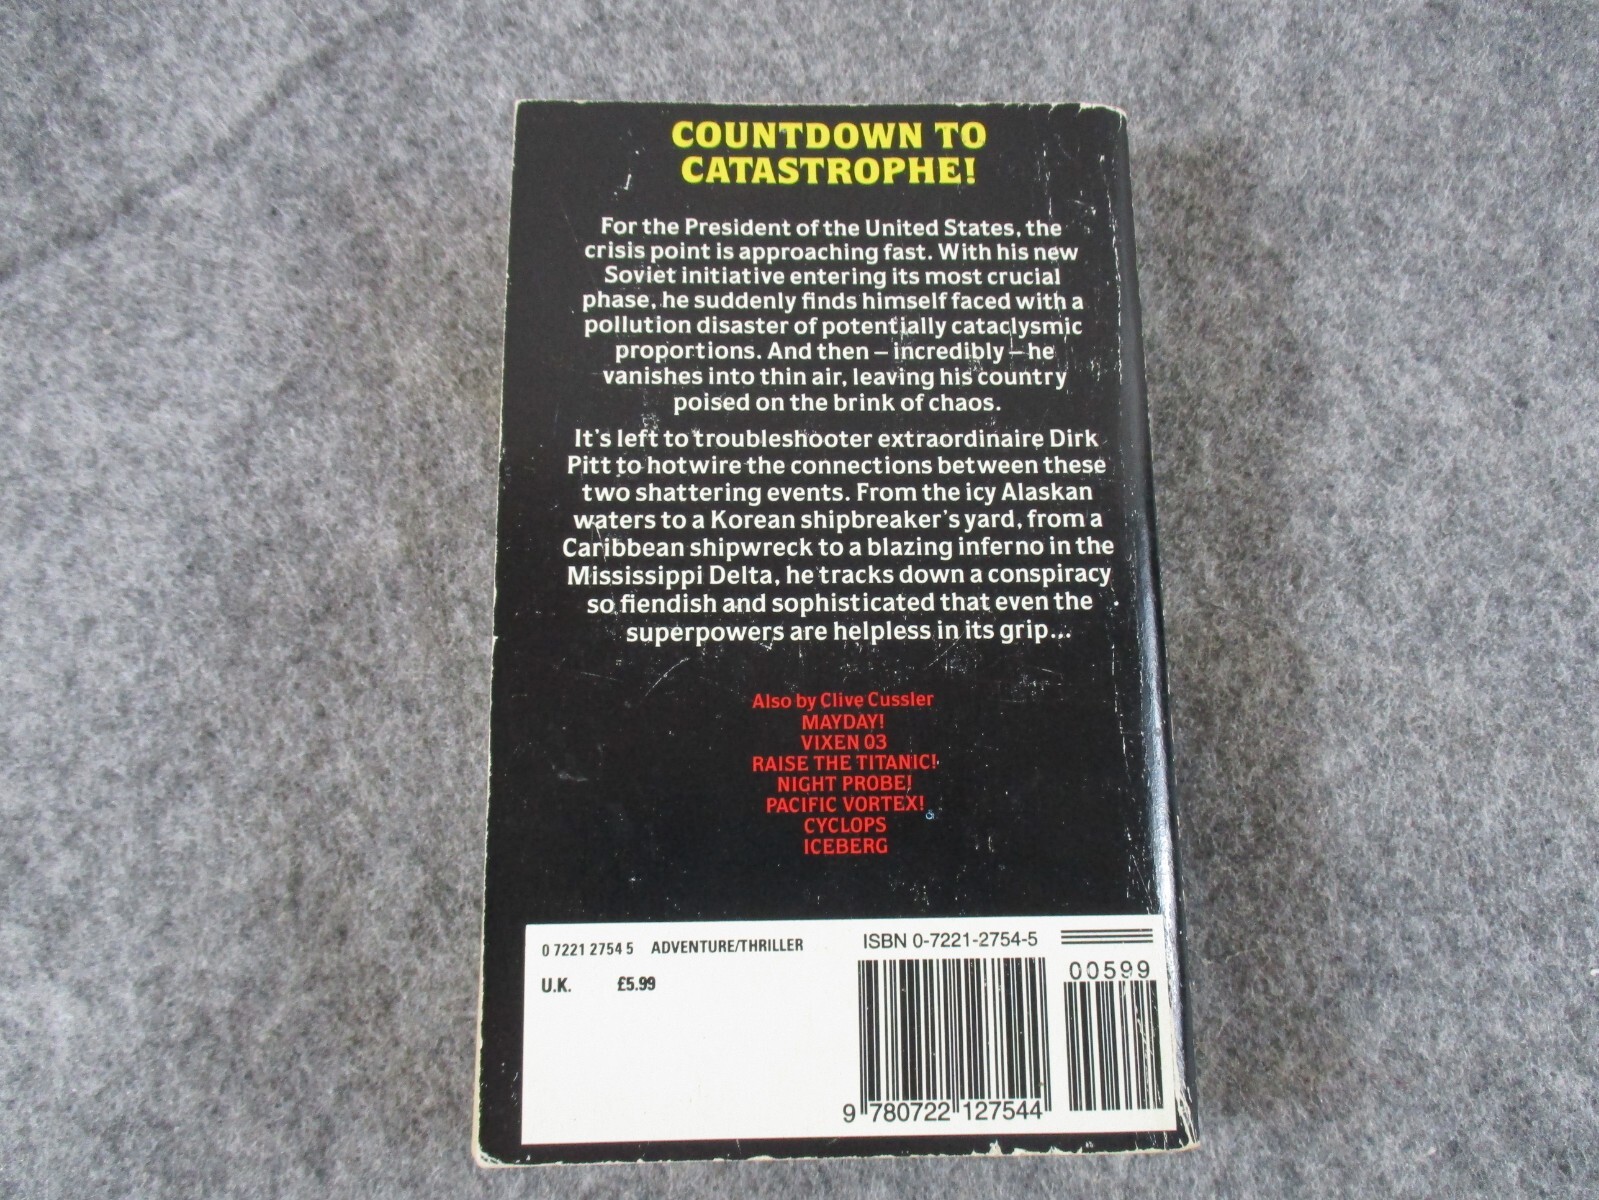 COUNTDOWN TO
CATASTROPHE!
For the President of the United States, the
crisis point is approaching fast. With his new
Soviet initiative entering its most crucial
phase, he suddenly finds himself faced with a
pollution disaster of potentially cataclysmic
proportions. And then – incredibly – he
vanishes into thin air, leaving his country
poised on the brink of chaos.
It's left to troubleshooter extraordinaire Dirk
Pitt to hotwire the connections between these
two shattering events. From the icy Alaskan
waters to a Korean shipbreaker's yard, from a
Caribbean shipwreck to a blazing inferno in the
Mississippi Delta, he tracks down a conspiracy
so fiendish and sophisticated that even the
superpowers are helpless in its grip...
Also by Clive Cussler
MAYDAY!
VIXEN 03
RAISE THE TITANIC!
NIGHT PROBE!
PACIFIC VORTEX!
CYCLOPS
ICEBERG
0 7221 2754 5 ADVENTURE/THRILLER
U.K. £5.99
ISBN 0-7221-2754-5
00599
9 780722 127544